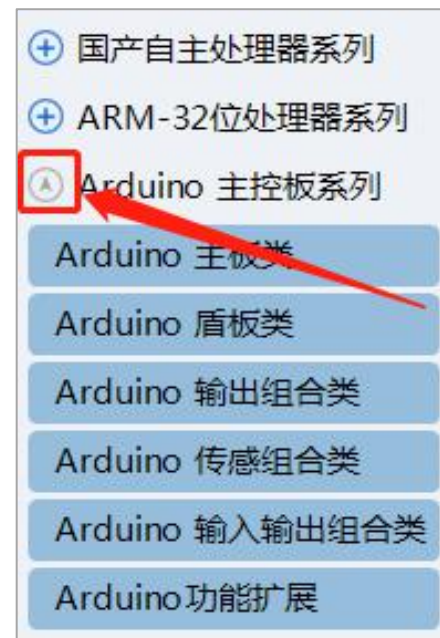 国产自主处理器系列
ARM-32位处理器系列
Arduino 主控板系列
Arduino 主板类
Arduino 盾板类
Arduino 输出组合类
Arduino 传感组合类
Arduino 输入输出组合类
Arduino功能扩展